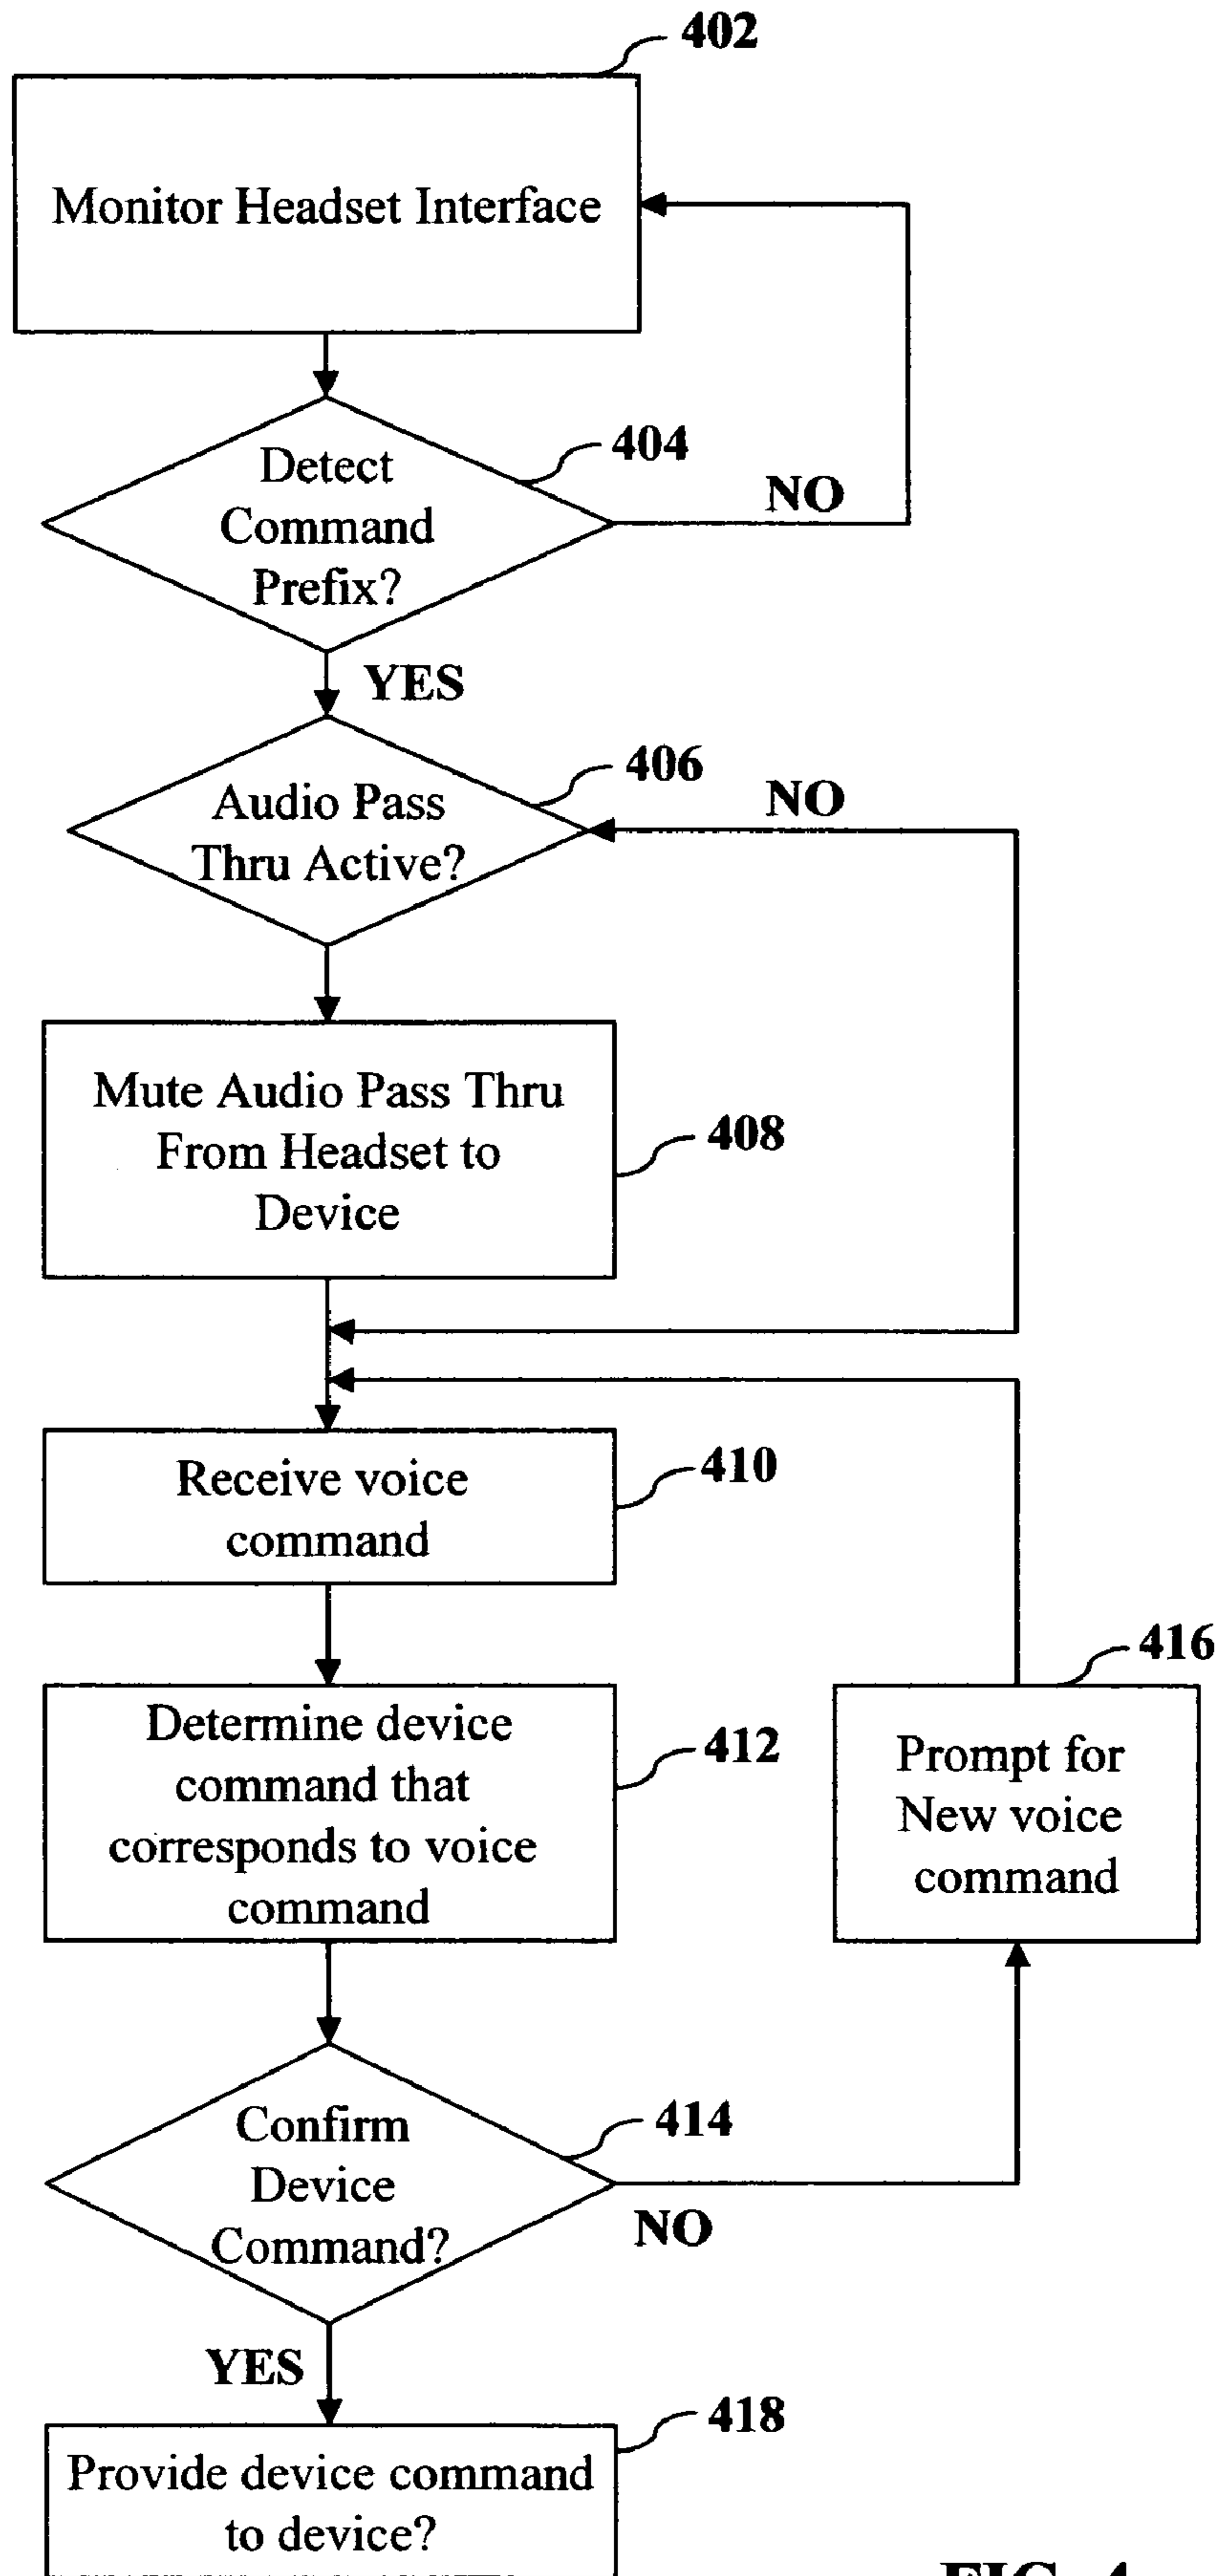 402
Monitor Headset Interface
404
Detect
Command
Prefix?
NO
YES
406
Audio Pass
Thru Active?
NO
Mute Audio Pass Thru
From Headset to
Device
408
Receive voice
command
410
416
Determine device
command that
corresponds to voice
command
412
Prompt for
New voice
command
Confirm
Device
Command?
414
NO
YES
418
Provide device command
to device?
FIG. 4